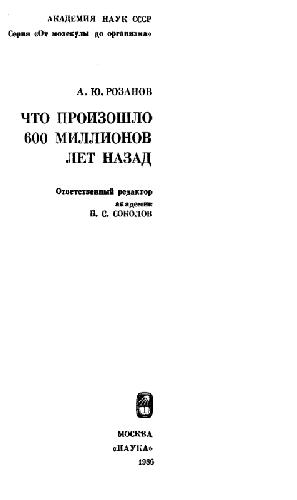 АКАДЕМИЯ НАУК СССР
Серия «От молекулы до организма»
А. Ю. РОЗАНОВ
ЧТО ПРОИЗОШЛО
600 МИЛЛИОНОВ
ЛЕТ НАЗАД
Ответственный редактор
академик
Б. С. СОКОЛОВ
МОСКВА
«НАУКА»
1986